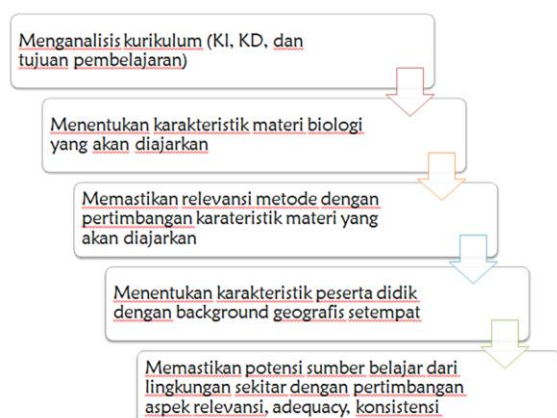 Menganalisis kurikulum (KI, KD, dan
tujuan pembelajaran)
Menentukan karakteristik materi biologi
yang akan diajarkan
Memastikan relevansi metode dengan
pertimbangan karateristik materi yang
akan diajarkan
Menentukan karakteristik peserta didik
dengan background geografis setempat
Memastikan potensi sumber belajar dari
lingkungan sekitar dengan pertimbangan
aspek relevansi, adequacy, konsistensi